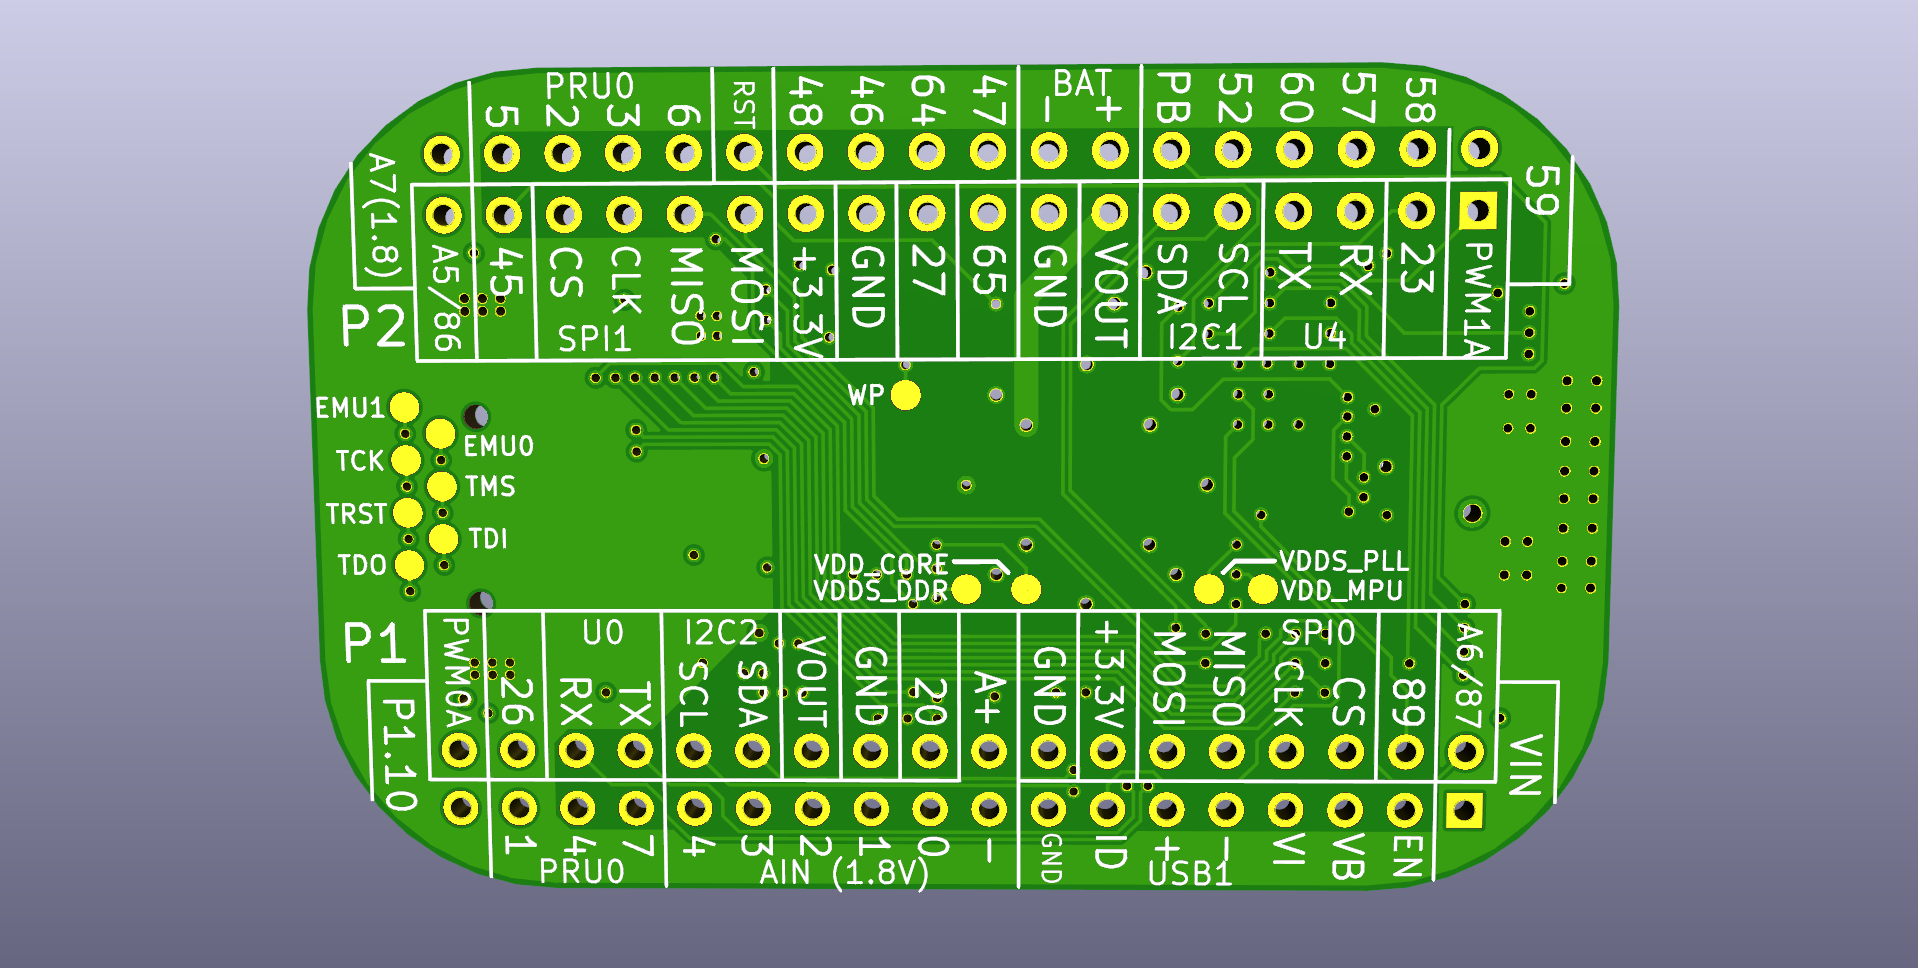 PRU0
5 2 3 6
RST
48 46 64 47
BAT
- +
PB 52 60 57 58
59
A7(1.8)
A5/86
45
CS CLK MISO MOSI
SPI1
+3.3V
GND
27
65
GND
VOUT
SDA SCL
I2C1
TX RX
U4
23
PWM1A
P2
WP
EMU1
EMU0
TCK
TMS
TRST
TDI
TDO
VDD_CORE
VDDS_DDR
VDDS_PLL
VDD_MPU
P1
P1.10
PWM0A
26
U0
RX TX
I2C2
SCL SDA
VOUT
GND
20
A+
GND
+3.3V
SPI0
MOSI MISO CLK CS
89
A6/87
VIN
1 4 7
PRU0
4 3 2 1 0 -
AIN (1.8V)
GND ID + - VI VB EN
USB1